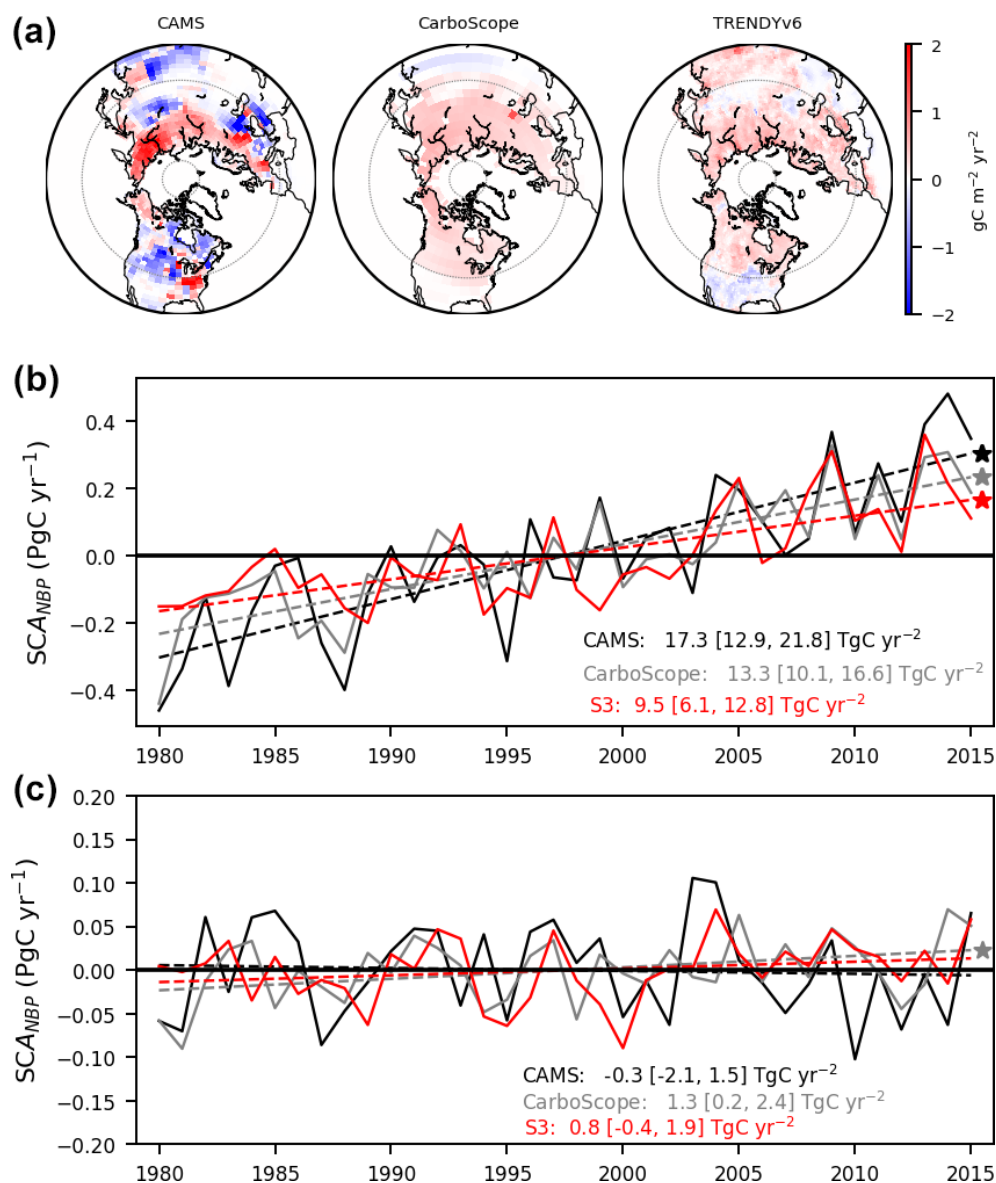 (a)
CAMS
CarboScope
TRENDYv6
2
1
0
−1
−2
gC m⁻² yr⁻²
(b)
0.4
0.2
0.0
−0.2
−0.4
SCA_NBP (PgC yr⁻¹)
CAMS: 17.3 [12.9, 21.8] TgC yr⁻²
CarboScope: 13.3 [10.1, 16.6] TgC yr⁻²
S3: 9.5 [6.1, 12.8] TgC yr⁻²
1980 1985 1990 1995 2000 2005 2010 2015
(c)
0.20
0.15
0.10
0.05
0.00
−0.05
−0.10
−0.15
−0.20
SCA_NBP (PgC yr⁻¹)
CAMS: -0.3 [-2.1, 1.5] TgC yr⁻²
CarboScope: 1.3 [0.2, 2.4] TgC yr⁻²
S3: 0.8 [-0.4, 1.9] TgC yr⁻²
1980 1985 1990 1995 2000 2005 2010 2015